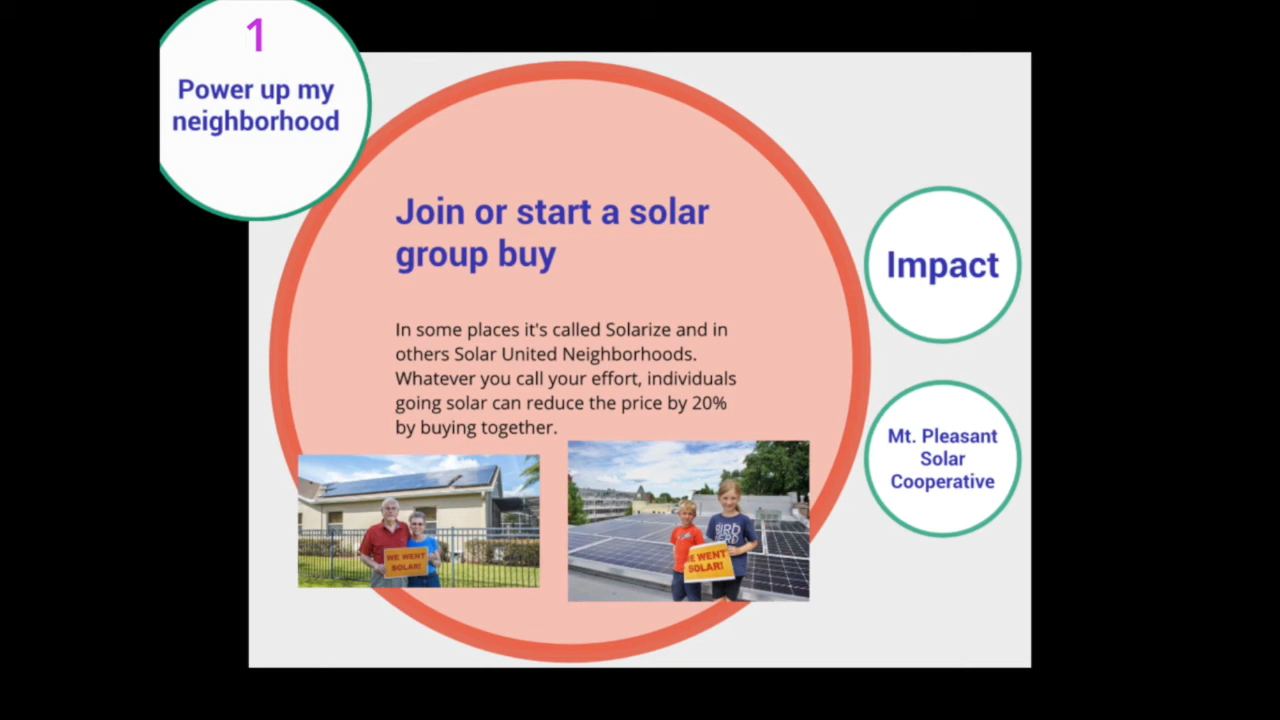 1
Power up my
neighborhood
Join or start a solar
group buy
In some places it's called Solarize and in
others Solar United Neighborhoods.
Whatever you call your effort, individuals
going solar can reduce the price by 20%
by buying together.
Impact
Mt. Pleasant
Solar
Cooperative
WE WENT
SOLAR!
WE WENT
SOLAR!
BIRD
NERD